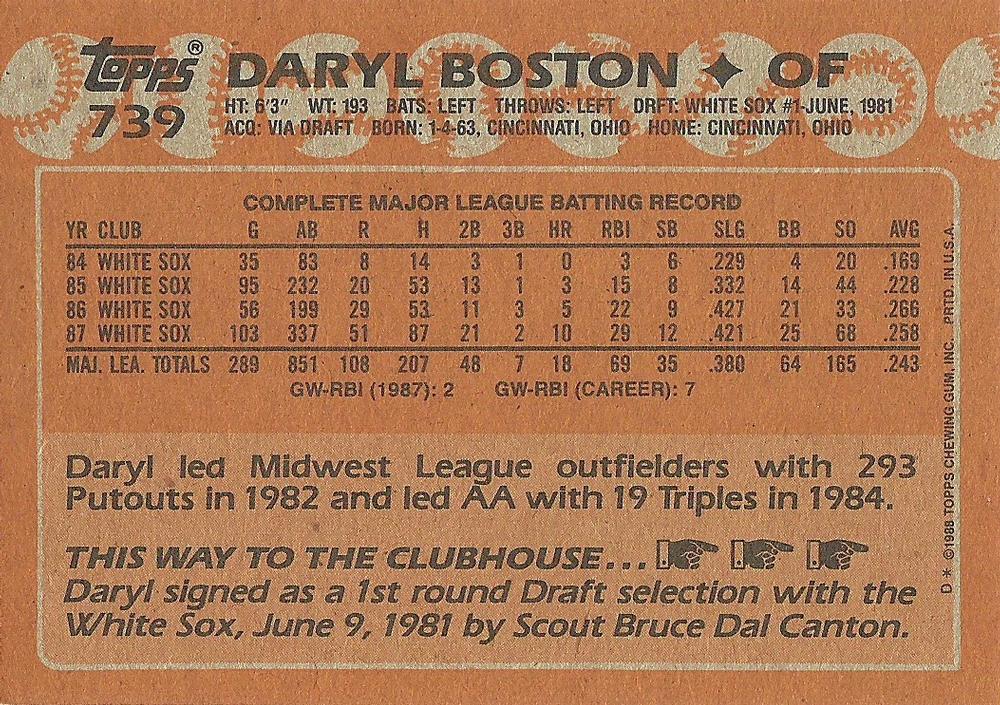 Topps® DARYL BOSTON ✦ OF
739 HT: 6'3" WT: 193 BATS: LEFT THROWS: LEFT DRFT: WHITE SOX #1-JUNE, 1981
ACQ: VIA DRAFT BORN: 1-4-63, CINCINNATI, OHIO HOME: CINCINNATI, OHIO
COMPLETE MAJOR LEAGUE BATTING RECORD
YR CLUB G AB R H 2B 3B HR RBI SB SLG BB SO AVG
84 WHITE SOX 35 83 8 14 3 1 0 3 6 .229 4 20 .169
85 WHITE SOX 95 232 20 53 13 1 3 15 8 .332 14 44 .228
86 WHITE SOX 56 199 29 53 11 3 5 22 9 .427 21 33 .266
87 WHITE SOX 103 337 51 87 21 2 10 29 12 .421 25 68 .258
MAJ. LEA. TOTALS 289 851 108 207 48 7 18 69 35 .380 64 165 .243
GW-RBI (1987): 2 GW-RBI (CAREER): 7
Daryl led Midwest League outfielders with 293
Putouts in 1982 and led AA with 19 Triples in 1984.
THIS WAY TO THE CLUBHOUSE...
Daryl signed as a 1st round Draft selection with the
White Sox, June 9, 1981 by Scout Bruce Dal Canton.
D* ©1988 TOPPS CHEWING GUM, INC. PRTD. IN U.S.A.